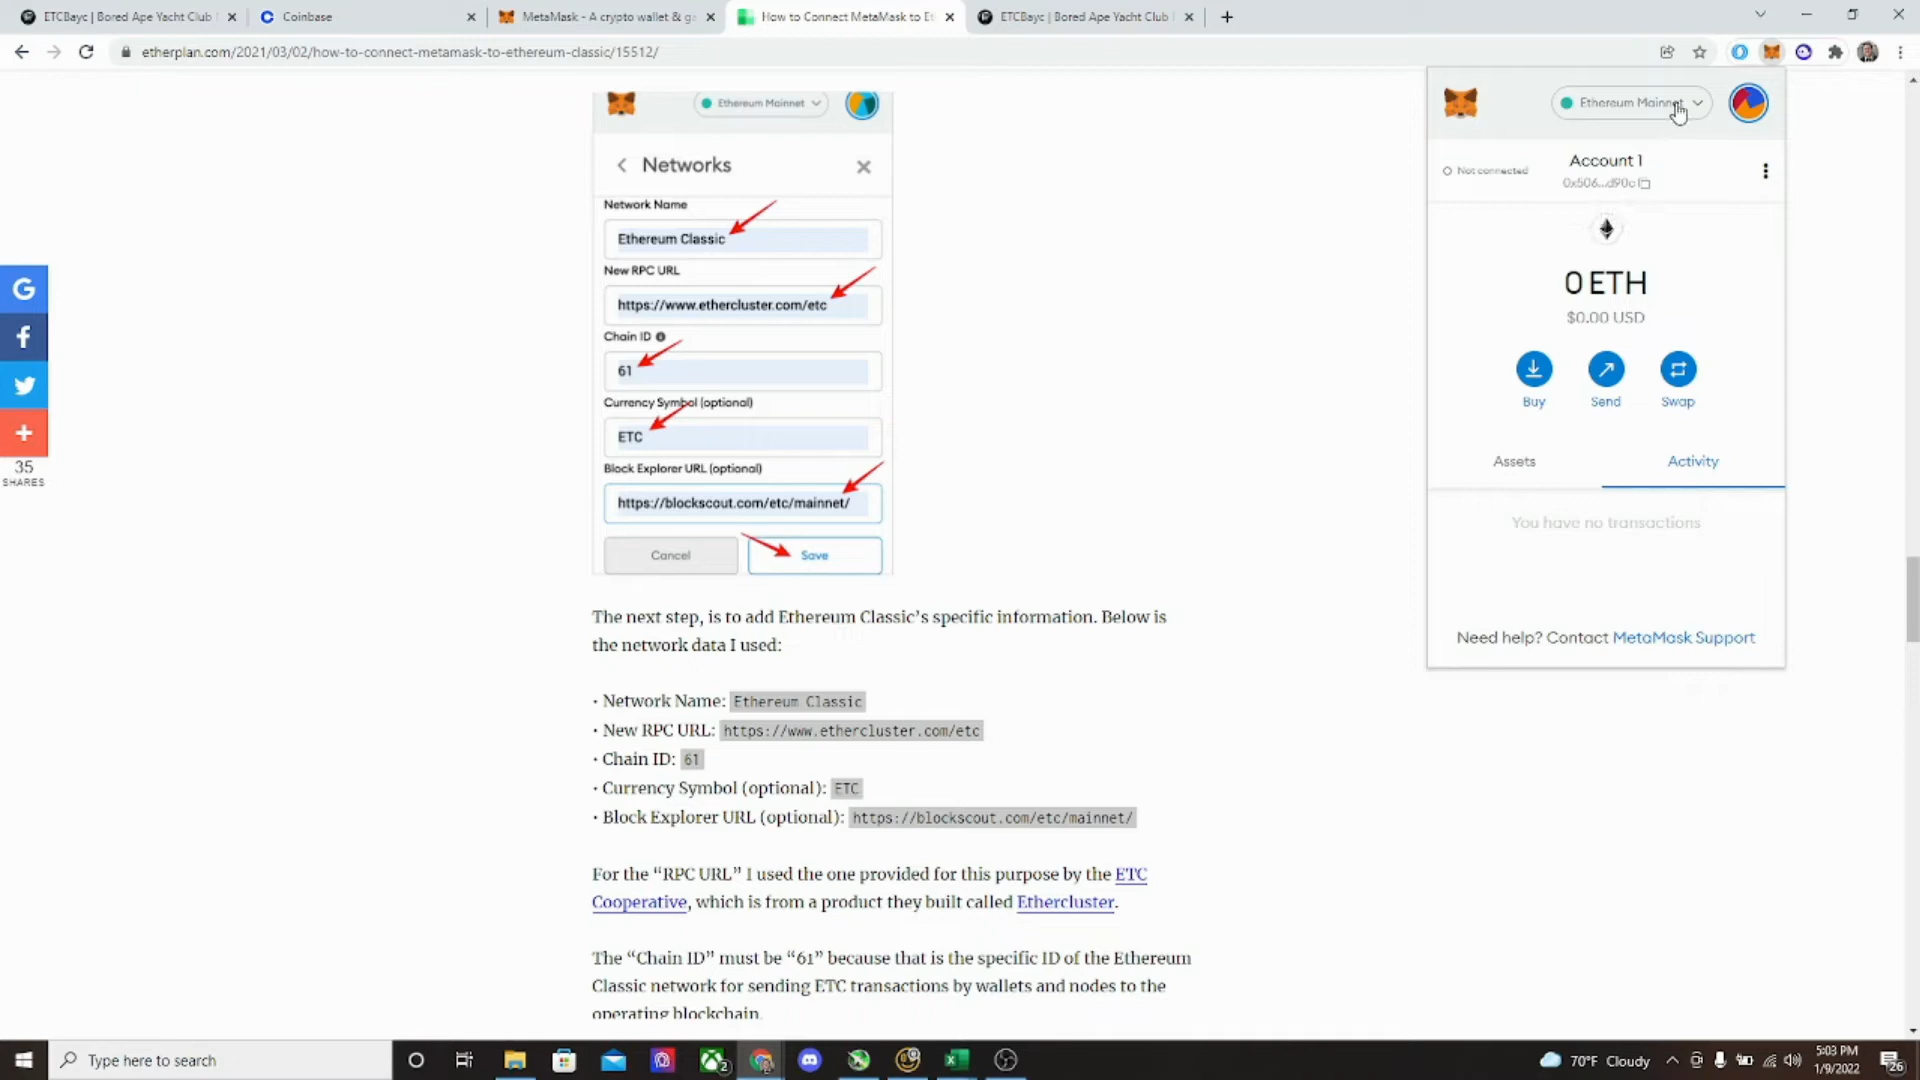 ETCBayc | Bored Ape Yacht Club
Coinbase
MetaMask - A crypto wallet & ga
How to Connect MetaMask to Et
ETCBayc | Bored Ape Yacht Club
etherplan.com/2021/03/02/how-to-connect-metamask-to-ethereum-classic/15512/
Ethereum Mainnet
Networks
Network Name
Ethereum Classic
New RPC URL
https://www.ethercluster.com/etc
Chain ID
61
Currency Symbol (optional)
ETC
Block Explorer URL (optional)
https://blockscout.com/etc/mainnet/
Cancel
Save
35
SHARES
The next step, is to add Ethereum Classic’s specific information. Below is
the network data I used:
· Network Name: Ethereum Classic
· New RPC URL: https://www.ethercluster.com/etc
· Chain ID: 61
· Currency Symbol (optional): ETC
· Block Explorer URL (optional): https://blockscout.com/etc/mainnet/
For the “RPC URL” I used the one provided for this purpose by the ETC
Cooperative, which is from a product they built called Ethercluster.
The “Chain ID” must be “61” because that is the specific ID of the Ethereum
Classic network for sending ETC transactions by wallets and nodes to the
operating blockchain.
Ethereum Mainnet
Not connected
Account 1
0x506...d90c
0 ETH
$0.00 USD
Buy
Send
Swap
Assets
Activity
You have no transactions
Need help? Contact MetaMask Support
Type here to search
2
70°F Cloudy
5:03 PM
1/9/2022
26